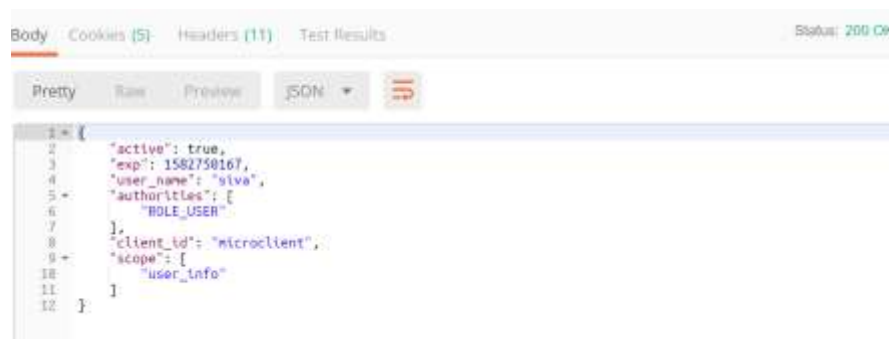 Body Cookies (5) Headers (11) Test Results Status: 200 OK
Pretty Raw Preview JSON
1 {
2 "active": true,
3 "exp": 1582750167,
4 "user_name": "siva",
5 "authorities": [
6 "ROLE_USER"
7 ],
8 "client_id": "microclient",
9 "scope": [
10 "user_info"
11 ]
12 }